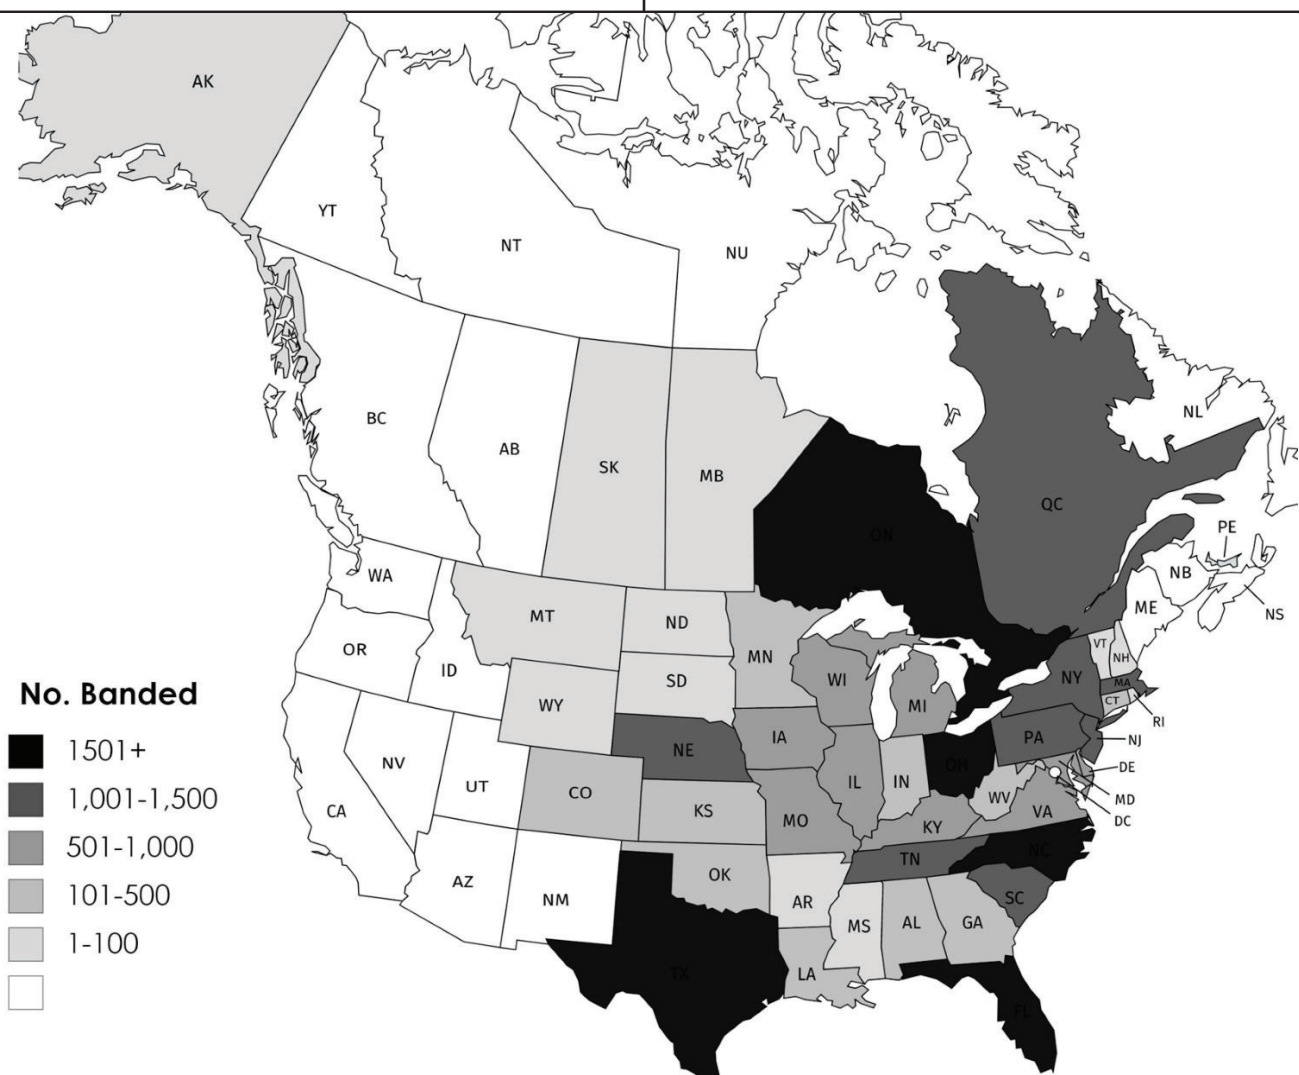 AK
YT
NT
NU
BC
AB
SK
MB
ON
QC
NL
PE
NB
NS
ME
WA
MT
ND
MN
VT
NH
OR
ID
SD
WI
MI
NY
MA
CT
RI
WY
NE
IA
PA
NJ
NV
UT
CO
KS
IL
IN
OH
DE
MD
DC
WV
VA
CA
MO
KY
AZ
NM
OK
AR
TN
NC
SC
MS
AL
GA
TX
LA
FL
No. Banded
1501+
1,001-1,500
501-1,000
101-500
1-100